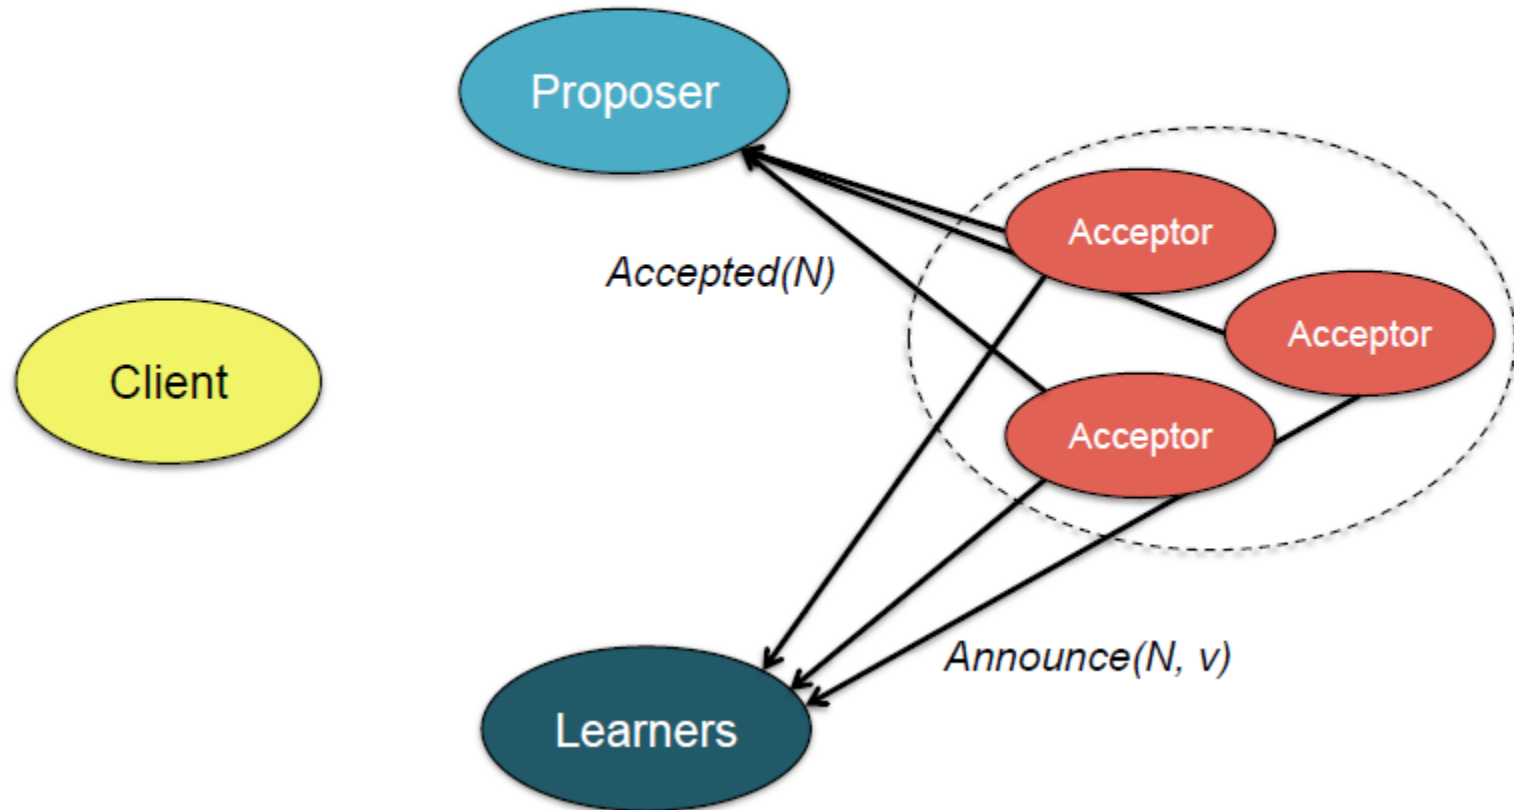 Proposer
Acceptor
Accepted(N)
Acceptor
Client
Acceptor
Announce(N, v)
Learners